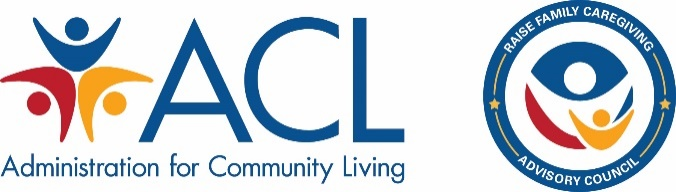 ACL
Administration for Community Living
RAISE FAMILY CAREGIVING
ADVISORY COUNCIL